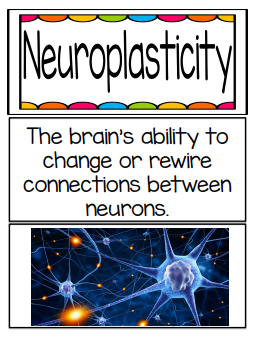 Neuroplasticity
The brain's ability to
change or rewire
connections between
neurons.